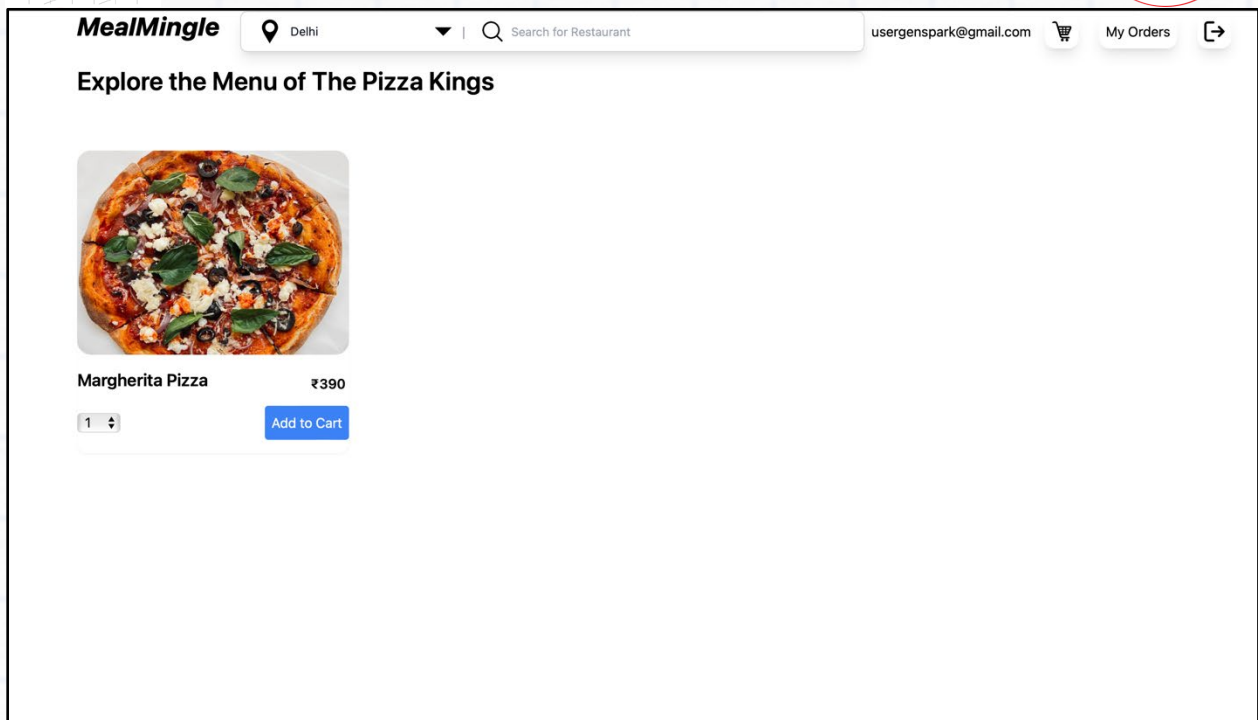 MealMingle
Delhi
|
Search for Restaurant
usergenspark@gmail.com
My Orders
Explore the Menu of The Pizza Kings
Margherita Pizza
₹390
1
Add to Cart